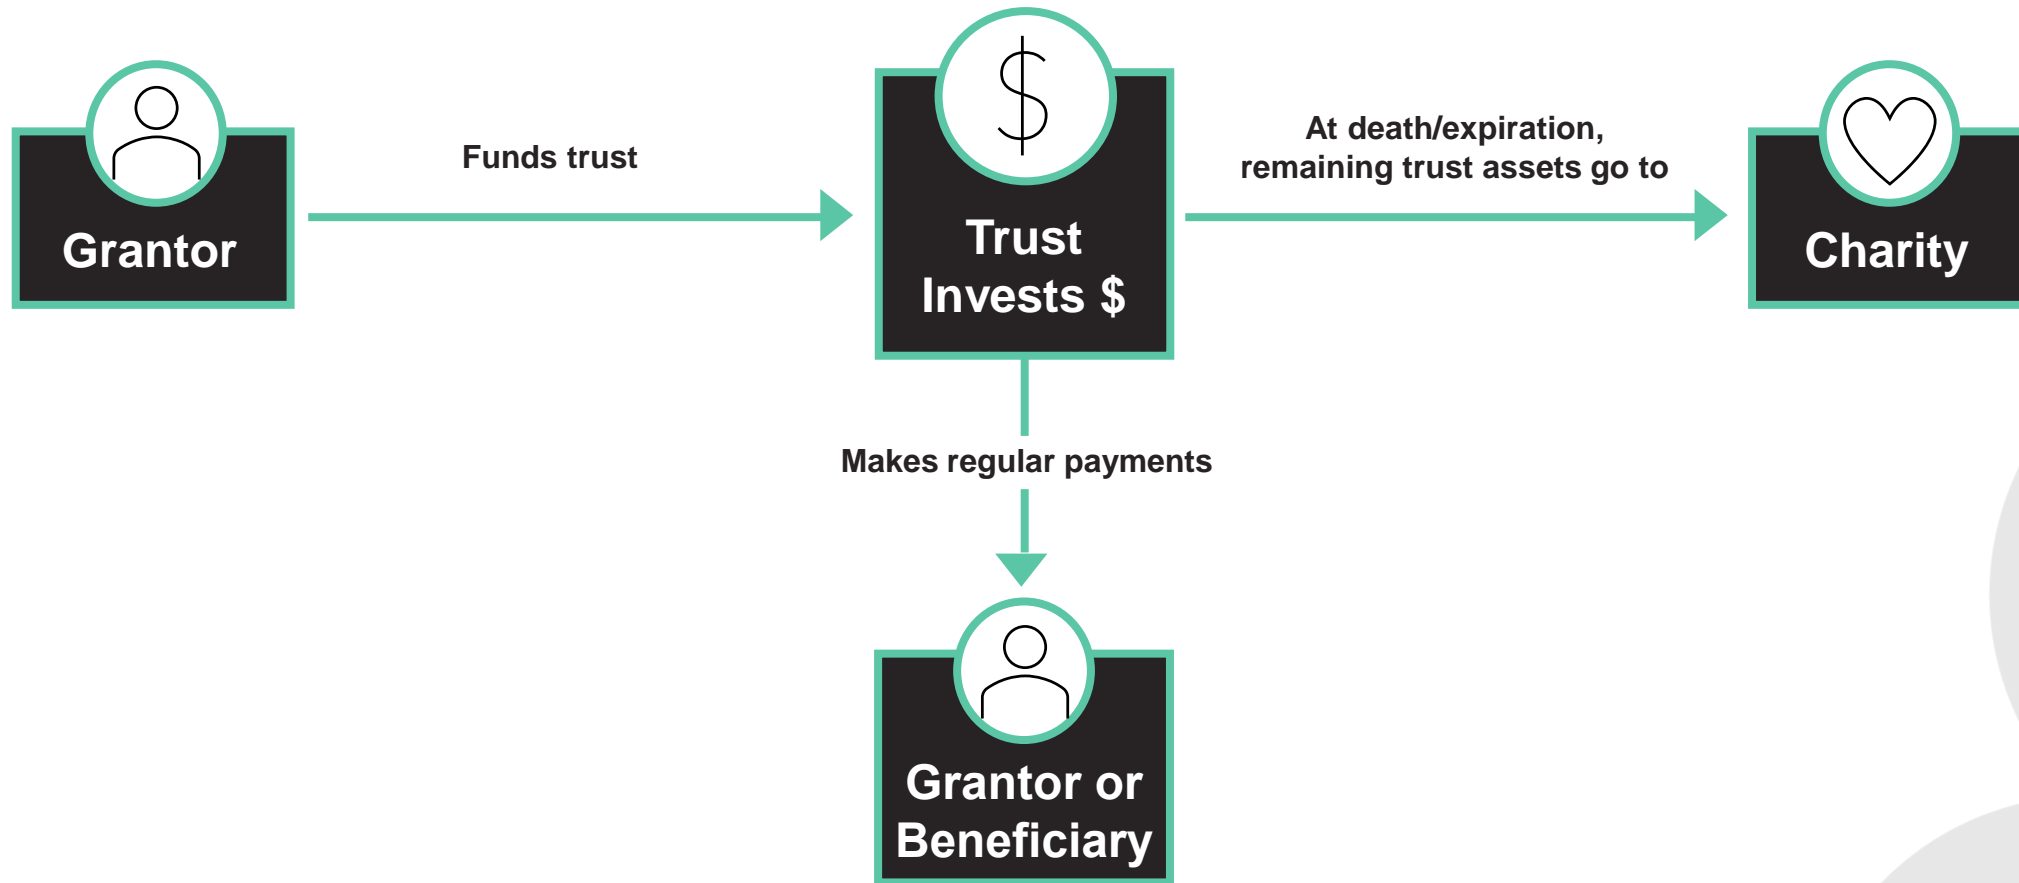 Grantor
Funds trust
Trust
Invests $
At death/expiration,
remaining trust assets go to
Charity
Makes regular payments
Grantor or
Beneficiary